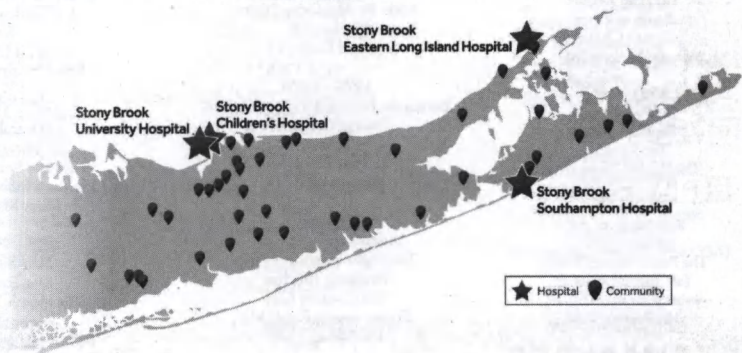 Stony Brook
Eastern Long Island Hospital
Stony Brook
University Hospital
Stony Brook
Children's Hospital
Stony Brook
Southampton Hospital
Hospital
Community